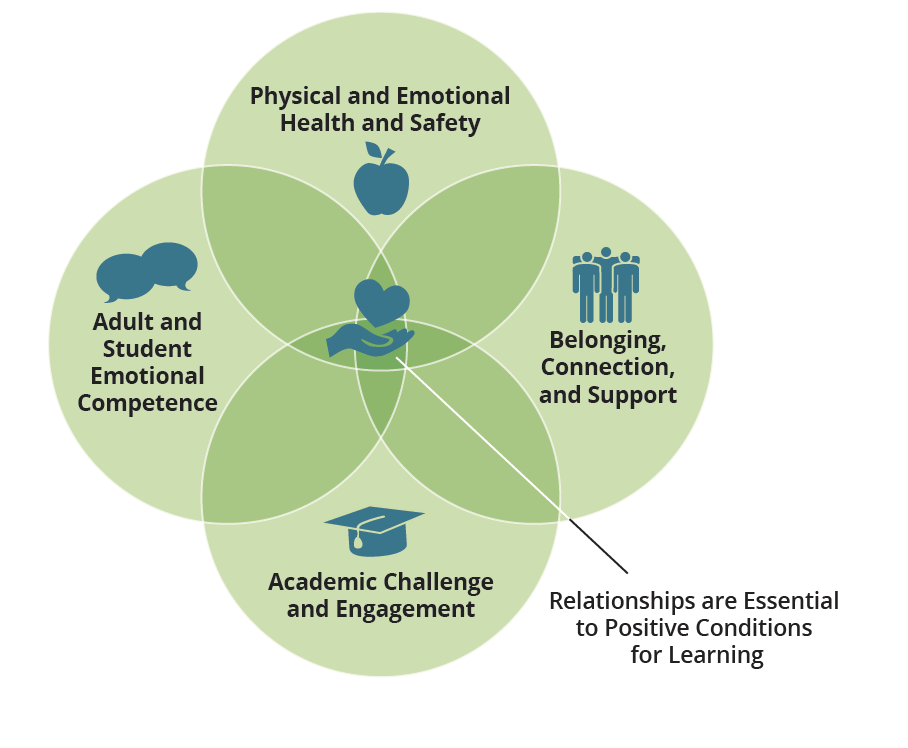 Physical and Emotional
Health and Safety
Adult and
Student
Emotional
Competence
Belonging,
Connection,
and Support
Academic Challenge
and Engagement
Relationships are Essential
to Positive Conditions
for Learning